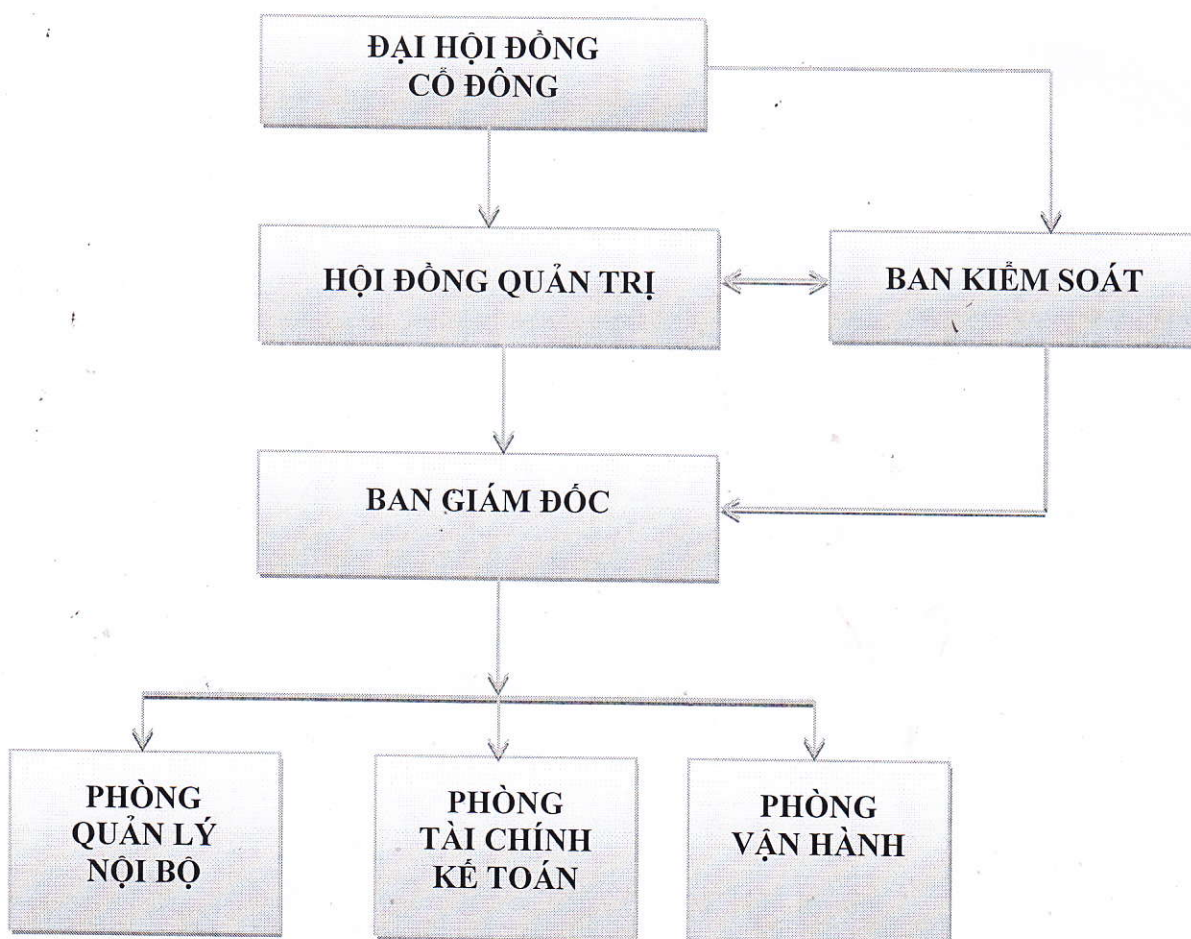 ĐẠI HỘI ĐỒNG
CỔ ĐÔNG
HỘI ĐỒNG QUẢN TRỊ
BAN KIỂM SOÁT
BAN GIÁM ĐỐC
PHÒNG
QUẢN LÝ
NỘI BỘ
PHÒNG
TÀI CHÍNH
KẾ TOÁN
PHÒNG
VẬN HÀNH